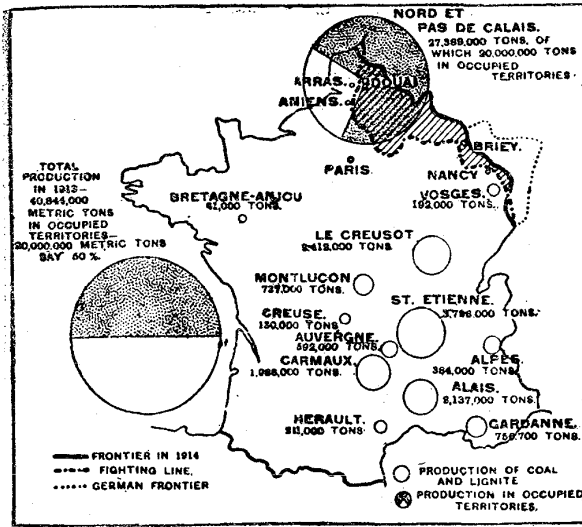 NORD ET
PAS DE CALAIS.
27,389,000 TONS, OF
WHICH 20,000,000 TONS
IN OCCUPIED
TERRITORIES.
ARRAS
DOUAI
AMIENS
BRIEY.
PARIS.
NANCY
VOSGES.
192,000 TONS.
TOTAL
PRODUCTION
IN 1913—
40,844,000
METRIC TONS
IN OCCUPIED
TERRITORIES—
20,000,000 METRIC TONS
SAY 50 %.
BRETAGNE-ANJOU
TONS.
LE CREUSOT
2,412,000 TONS.
MONTLUCON
TONS.
ST. ETIENNE.
3,796,000 TONS.
CREUSE.
130,000 TONS.
AUVERGNE.
592,000 TONS.
ALPES.
384,000 TONS.
CARMAUX.
TONS.
ALAIS.
2,137,000 TONS.
HERAULT.
213,000 TONS
GARDANNE.
756,700 TONS.
FRONTIER IN 1914
FIGHTING LINE.
GERMAN FRONTIER
PRODUCTION OF COAL
AND LIGNITE
PRODUCTION IN OCCUPIED
TERRITORIES.